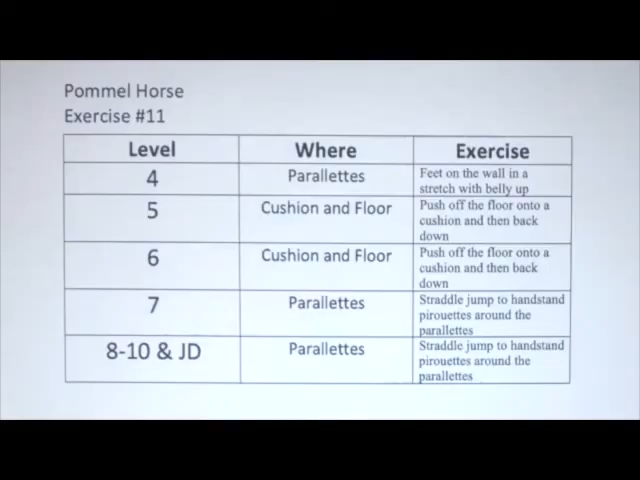 Pommel Horse
Exercise #11
Level Where Exercise
4 Parallettes Feet on the wall in a
stretch with belly up
5 Cushion and Floor Push off the floor onto a
cushion and then back
down
6 Cushion and Floor Push off the floor onto a
cushion and then back
down
7 Parallettes Straddle jump to handstand
pirouettes around the
parallettes
8-10 & JD Parallettes Straddle jump to handstand
pirouettes around the
parallettes